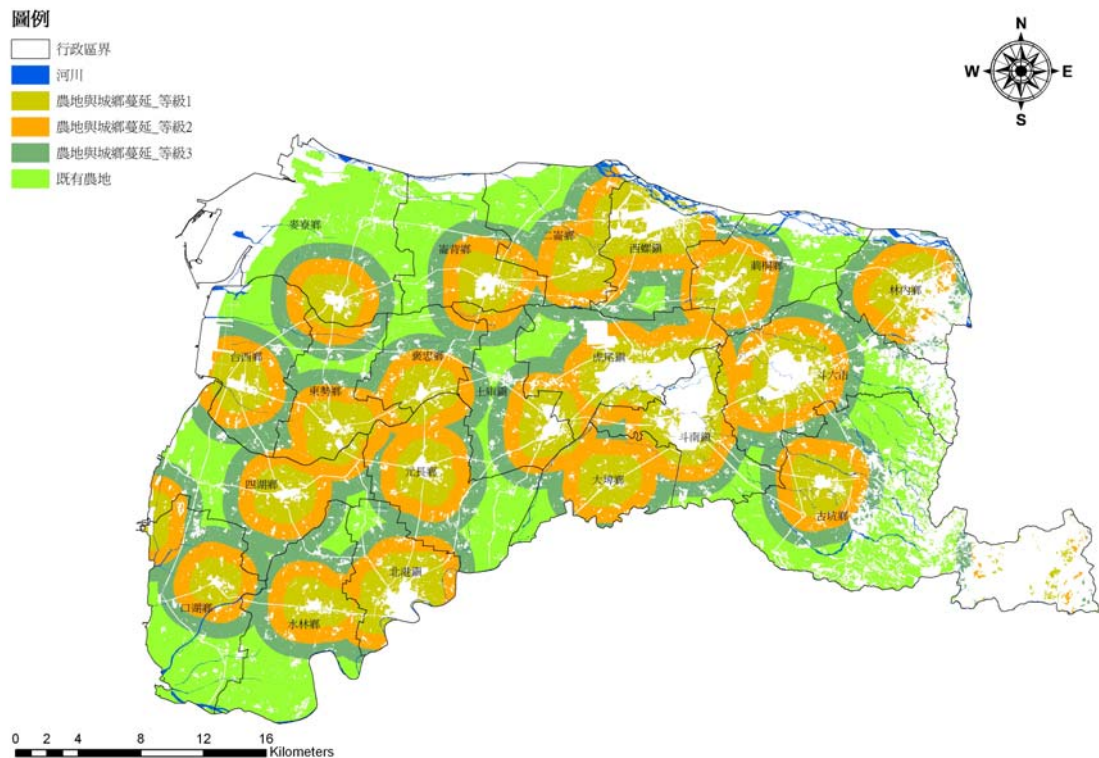 圖例
行政區界
河川
農地與城鄉蔓延_等級1
農地與城鄉蔓延_等級2
農地與城鄉蔓延_等級3
既有農地
N
W
E
S
麥寮鄉
崙背鄉
二崙鄉
西螺鎮
莿桐鄉
林內鄉
台西鄉
東勢鄉
褒忠鄉
土庫鎮
虎尾鎮
斗六市
斗南鎮
四湖鄉
元長鄉
大埤鄉
古坑鄉
北港鎮
口湖鄉
水林鄉
0 2 4 8 12 16
Kilometers